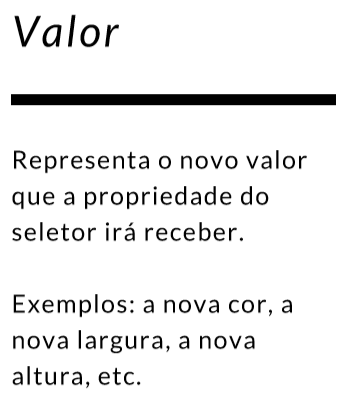 Valor
Representa o novo valor
que a propriedade do
seletor irá receber.
Exemplos: a nova cor, a
nova largura, a nova
altura, etc.